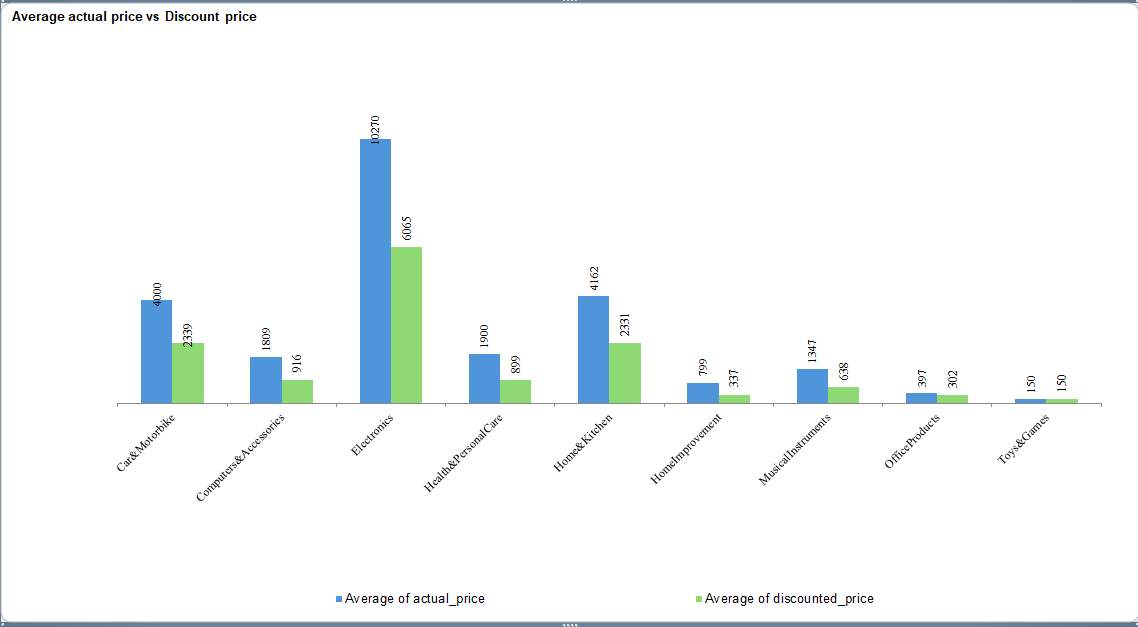 Average actual price vs Discount price
4000
2339
1809
916
10270
6065
1900
899
4162
2331
799
337
1347
638
397
302
150
150
Car&Motorbike
Computers&Accessories
Electronics
Health&PersonalCare
Home&Kitchen
HomeImprovement
MusicalInstruments
OfficeProducts
Toys&Games
Average of actual_price
Average of discounted_price